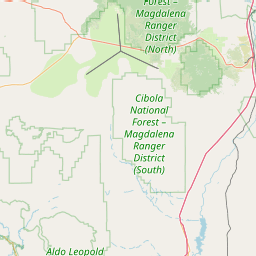 Forest –
Magdalena
Ranger
District
(North)
Cibola
National
Forest –
Magdalena
Ranger
District
(South)
Aldo Leopold